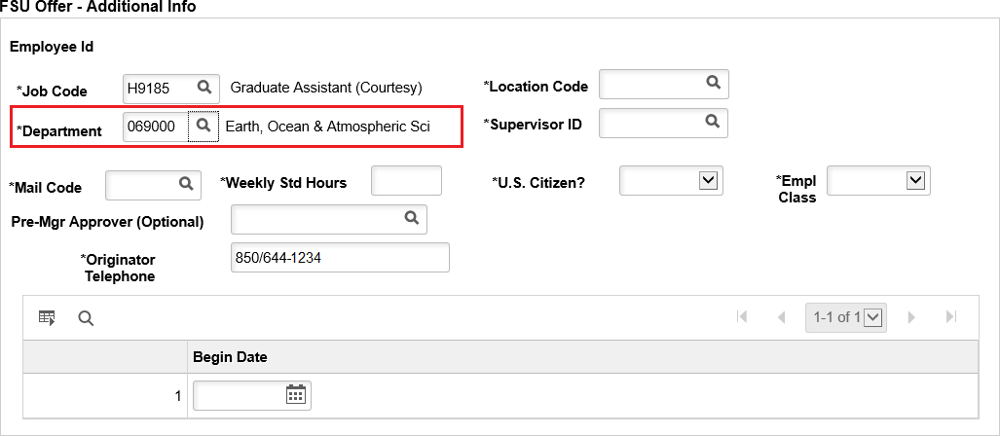 FSU Offer - Additional Info
Employee Id
*Job Code H9185 Graduate Assistant (Courtesy) *Location Code
*Department 069000 Earth, Ocean & Atmospheric Sci *Supervisor ID
*Mail Code *Weekly Std Hours *U.S. Citizen? *Empl Class
Pre-Mgr Approver (Optional)
*Originator Telephone 850/644-1234
1-1 of 1
Begin Date
1